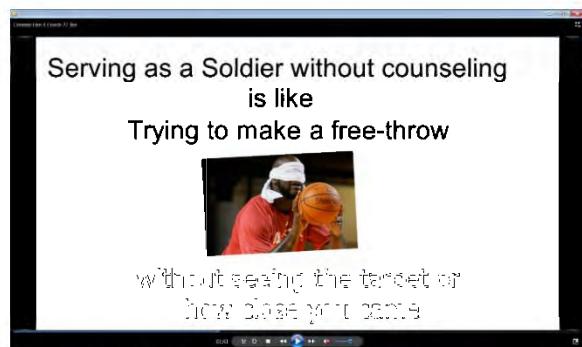 Serving as a Soldier without counseling
is like
Trying to make a free-throw
without seeing the target or
how close you came